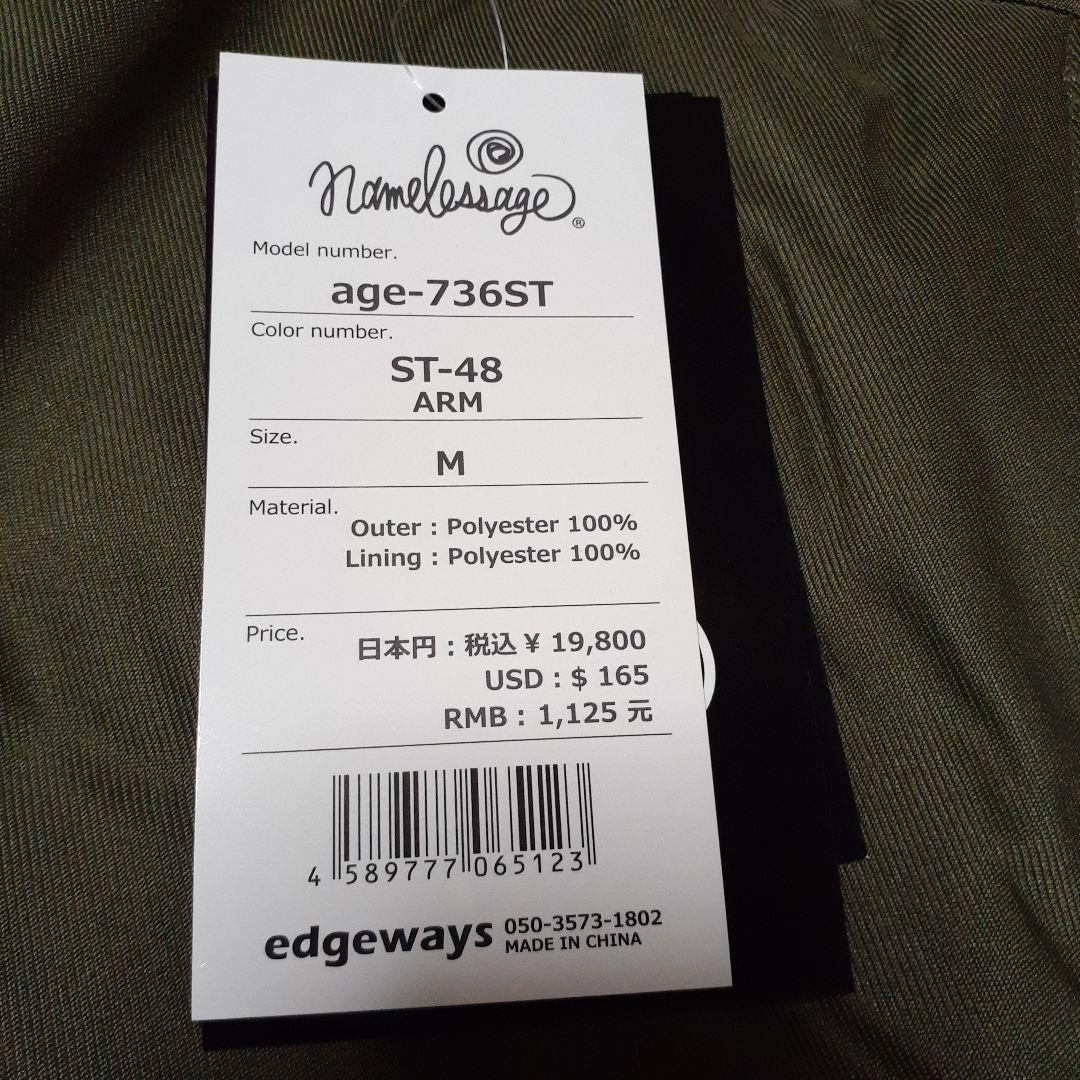 namelessage®
Model number.
age-736ST
Color number.
ST-48
ARM
Size.
M
Material.
Outer : Polyester 100%
Lining : Polyester 100%
Price.
日本円 : 税込 ¥ 19,800
USD : $ 165
RMB : 1,125 元
4 589777 065123
edgeways 050-3573-1802
MADE IN CHINA